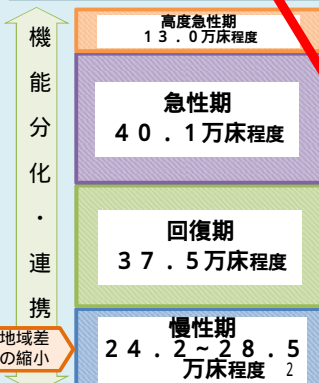 機能分化・連携
地域差
の縮小
高度急性期
１３．０万床程度
急性期
４０．１万床程度
回復期
３７．５万床程度
慢性期
２４．２～２８．５
万床程度 2